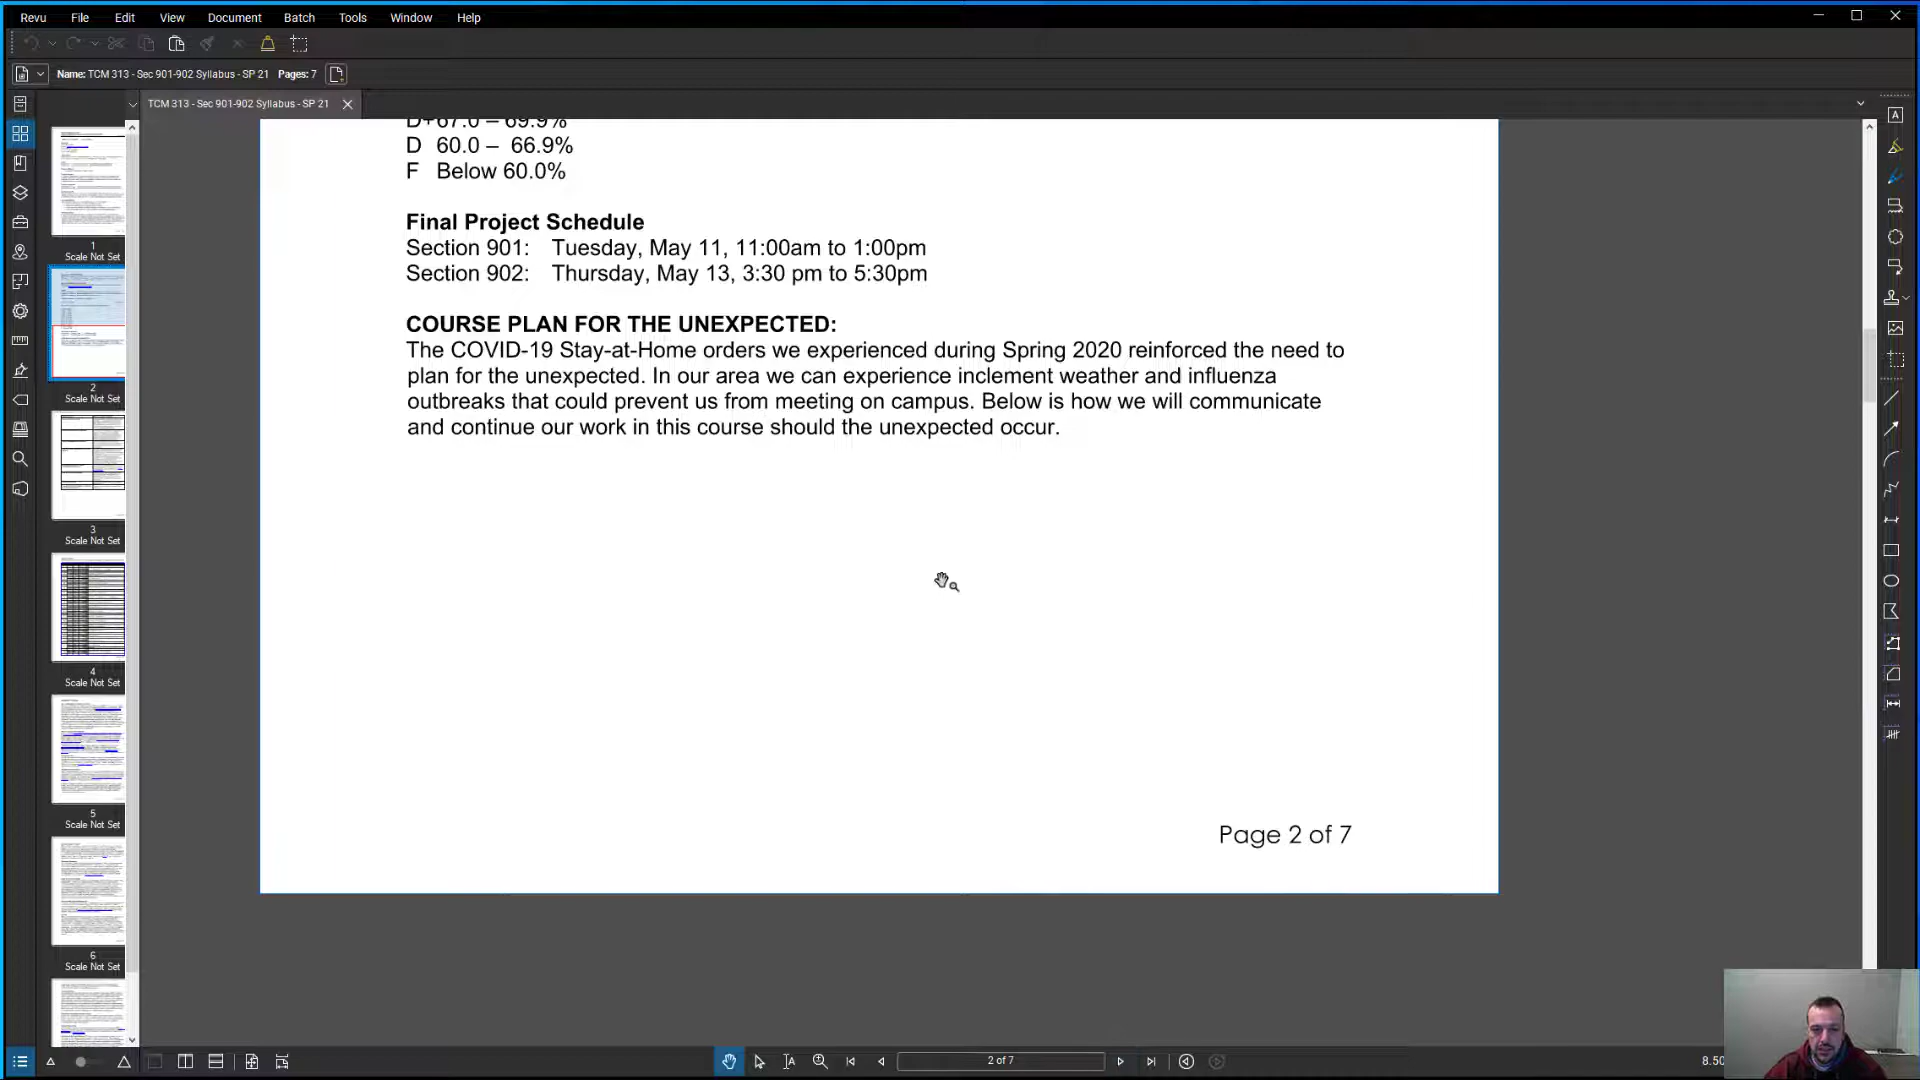 Revu File Edit View Document Batch Tools Window Help
Name: TCM 313 - Sec 901-902 Syllabus - SP 21 Pages: 7
TCM 313 - Sec 901-902 Syllabus - SP 21
D+67.0 – 69.9%
D 60.0 – 66.9%
F Below 60.0%
Final Project Schedule
Section 901: Tuesday, May 11, 11:00am to 1:00pm
Section 902: Thursday, May 13, 3:30 pm to 5:30pm
COURSE PLAN FOR THE UNEXPECTED:
The COVID-19 Stay-at-Home orders we experienced during Spring 2020 reinforced the need to
plan for the unexpected. In our area we can experience inclement weather and influenza
outbreaks that could prevent us from meeting on campus. Below is how we will communicate
and continue our work in this course should the unexpected occur.
Page 2 of 7
1
Scale Not Set
2
Scale Not Set
3
Scale Not Set
4
Scale Not Set
5
Scale Not Set
6
Scale Not Set
2 of 7
8.50